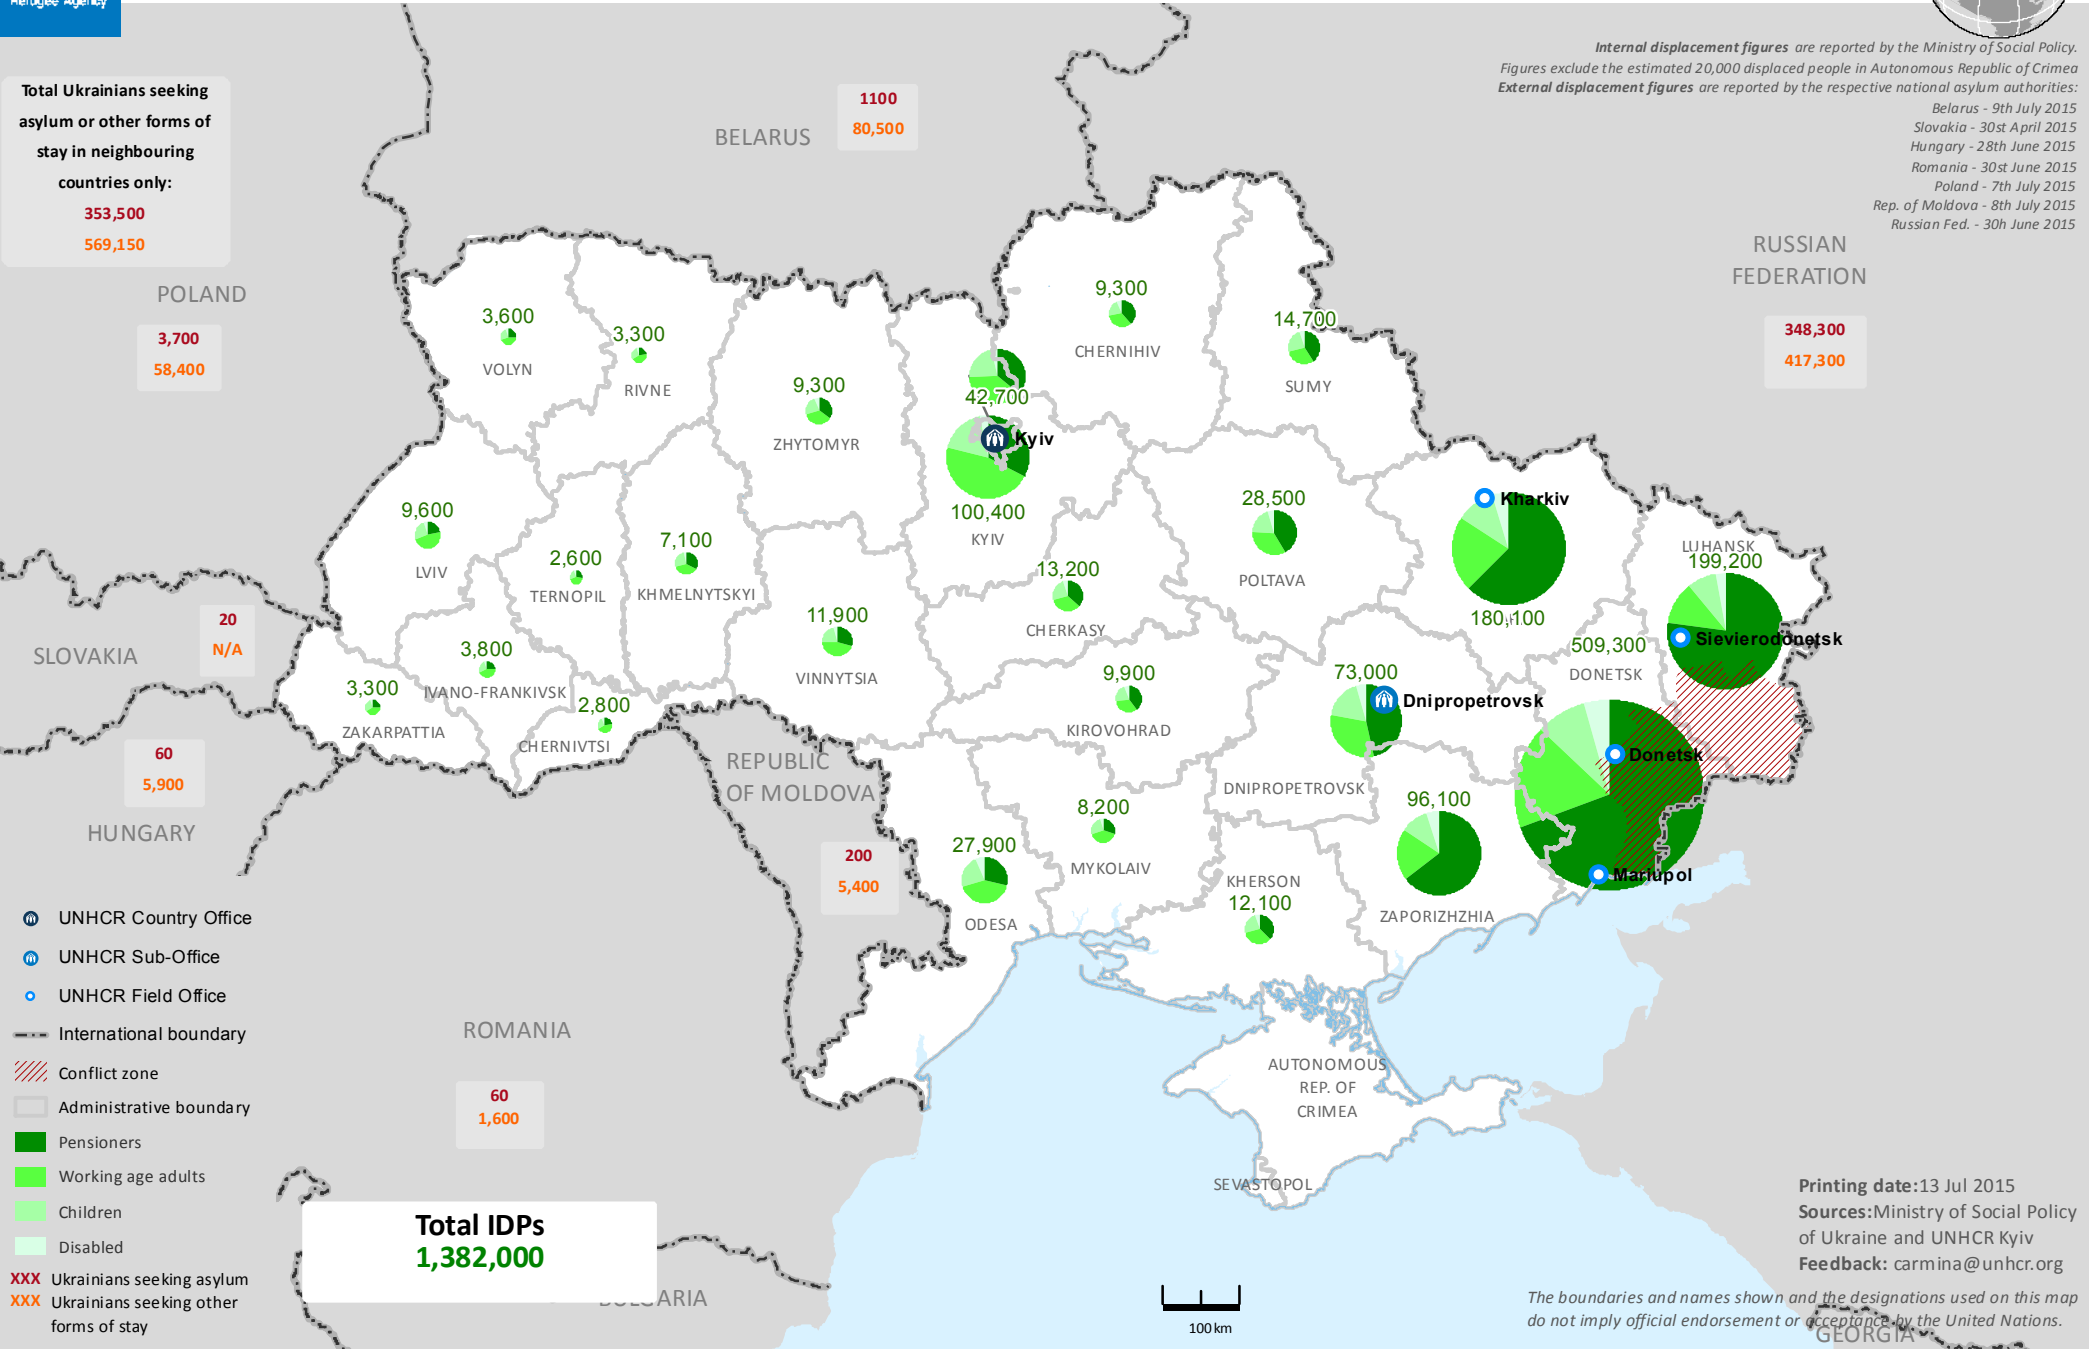 Refugee Agency
Internal displacement figures are reported by the Ministry of Social Policy.
Figures exclude the estimated 20,000 displaced people in Autonomous Republic of Crimea
External displacement figures are reported by the respective national asylum authorities:
Belarus - 9th July 2015
Slovakia - 30st April 2015
Hungary - 28th June 2015
Romania - 30st June 2015
Poland - 7th July 2015
Rep. of Moldova - 8th July 2015
Russian Fed. - 30h June 2015
Total Ukrainians seeking
asylum or other forms of
stay in neighbouring
countries only:
353,500
569,150
BELARUS
1100
80,500
RUSSIAN
FEDERATION
348,300
417,300
POLAND
3,700
58,400
3,600
VOLYN
3,300
RIVNE
9,300
ZHYTOMYR
42,700
Kyiv
100,400
KYIV
9,300
CHERNIHIV
14,700
SUMY
9,600
LVIV
2,600
TERNOPIL
7,100
KHMELNYTSKYI
13,200
CHERKASY
28,500
POLTAVA
Kharkiv
180,100
LUHANSK
199,200
Sievierodonetsk
SLOVAKIA
20
N/A
3,800
IVANO-FRANKIVSK
3,300
ZAKARPATTIA
2,800
CHERNIVTSI
11,900
VINNYTSIA
9,900
KIROVOHRAD
73,000
Dnipropetrovsk
DNIPROPETROVSK
509,300
DONETSK
Donetsk
Mariupol
60
5,900
HUNGARY
REPUBLIC
OF MOLDOVA
200
5,400
27,900
ODESA
8,200
MYKOLAIV
KHERSON
12,100
96,100
ZAPORIZHZHIA
ROMANIA
60
1,600
AUTONOMOUS
REP. OF
CRIMEA
SEVASTOPOL
UNHCR Country Office
UNHCR Sub-Office
UNHCR Field Office
International boundary
Conflict zone
Administrative boundary
Pensioners
Working age adults
Children
Disabled
XXX Ukrainians seeking asylum
XXX Ukrainians seeking other
forms of stay
Total IDPs
1,382,000
BULGARIA
100 km
Printing date:13 Jul 2015
Sources:Ministry of Social Policy
of Ukraine and UNHCR Kyiv
Feedback: carmina@unhcr.org
The boundaries and names shown and the designations used on this map
do not imply official endorsement or acceptance by the United Nations.
GEORGIA